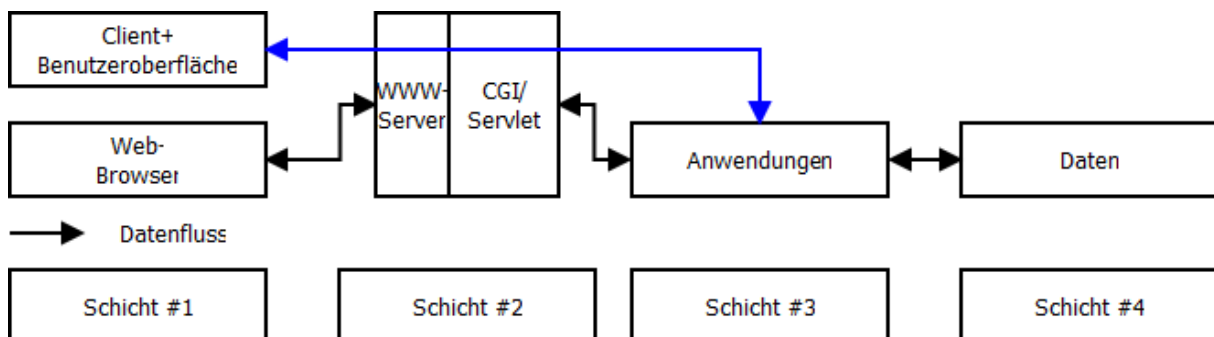 Client+
Benutzeroberfläche
WWW-
Server
CGI/
Servlet
Web-
Browser
Anwendungen
Daten
Datenfluss
Schicht #1
Schicht #2
Schicht #3
Schicht #4